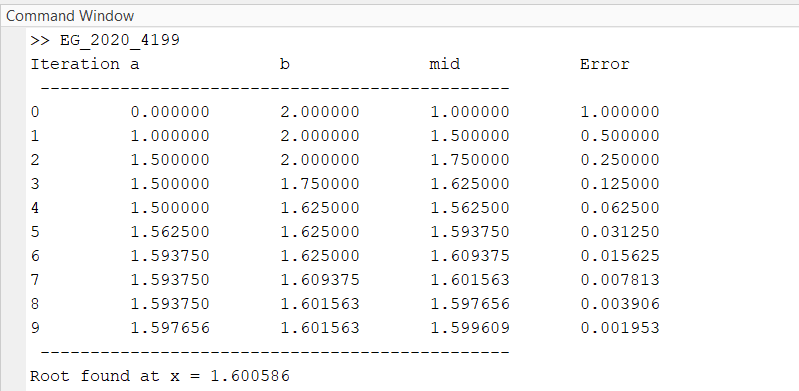 Command Window
>> EG_2020_4199
Iteration a b mid Error
-----------------------------------------------
0 0.000000 2.000000 1.000000 1.000000
1 1.000000 2.000000 1.500000 0.500000
2 1.500000 2.000000 1.750000 0.250000
3 1.500000 1.750000 1.625000 0.125000
4 1.500000 1.625000 1.562500 0.062500
5 1.562500 1.625000 1.593750 0.031250
6 1.593750 1.625000 1.609375 0.015625
7 1.593750 1.609375 1.601563 0.007813
8 1.593750 1.601563 1.597656 0.003906
9 1.597656 1.601563 1.599609 0.001953
-----------------------------------------------
Root found at x = 1.600586